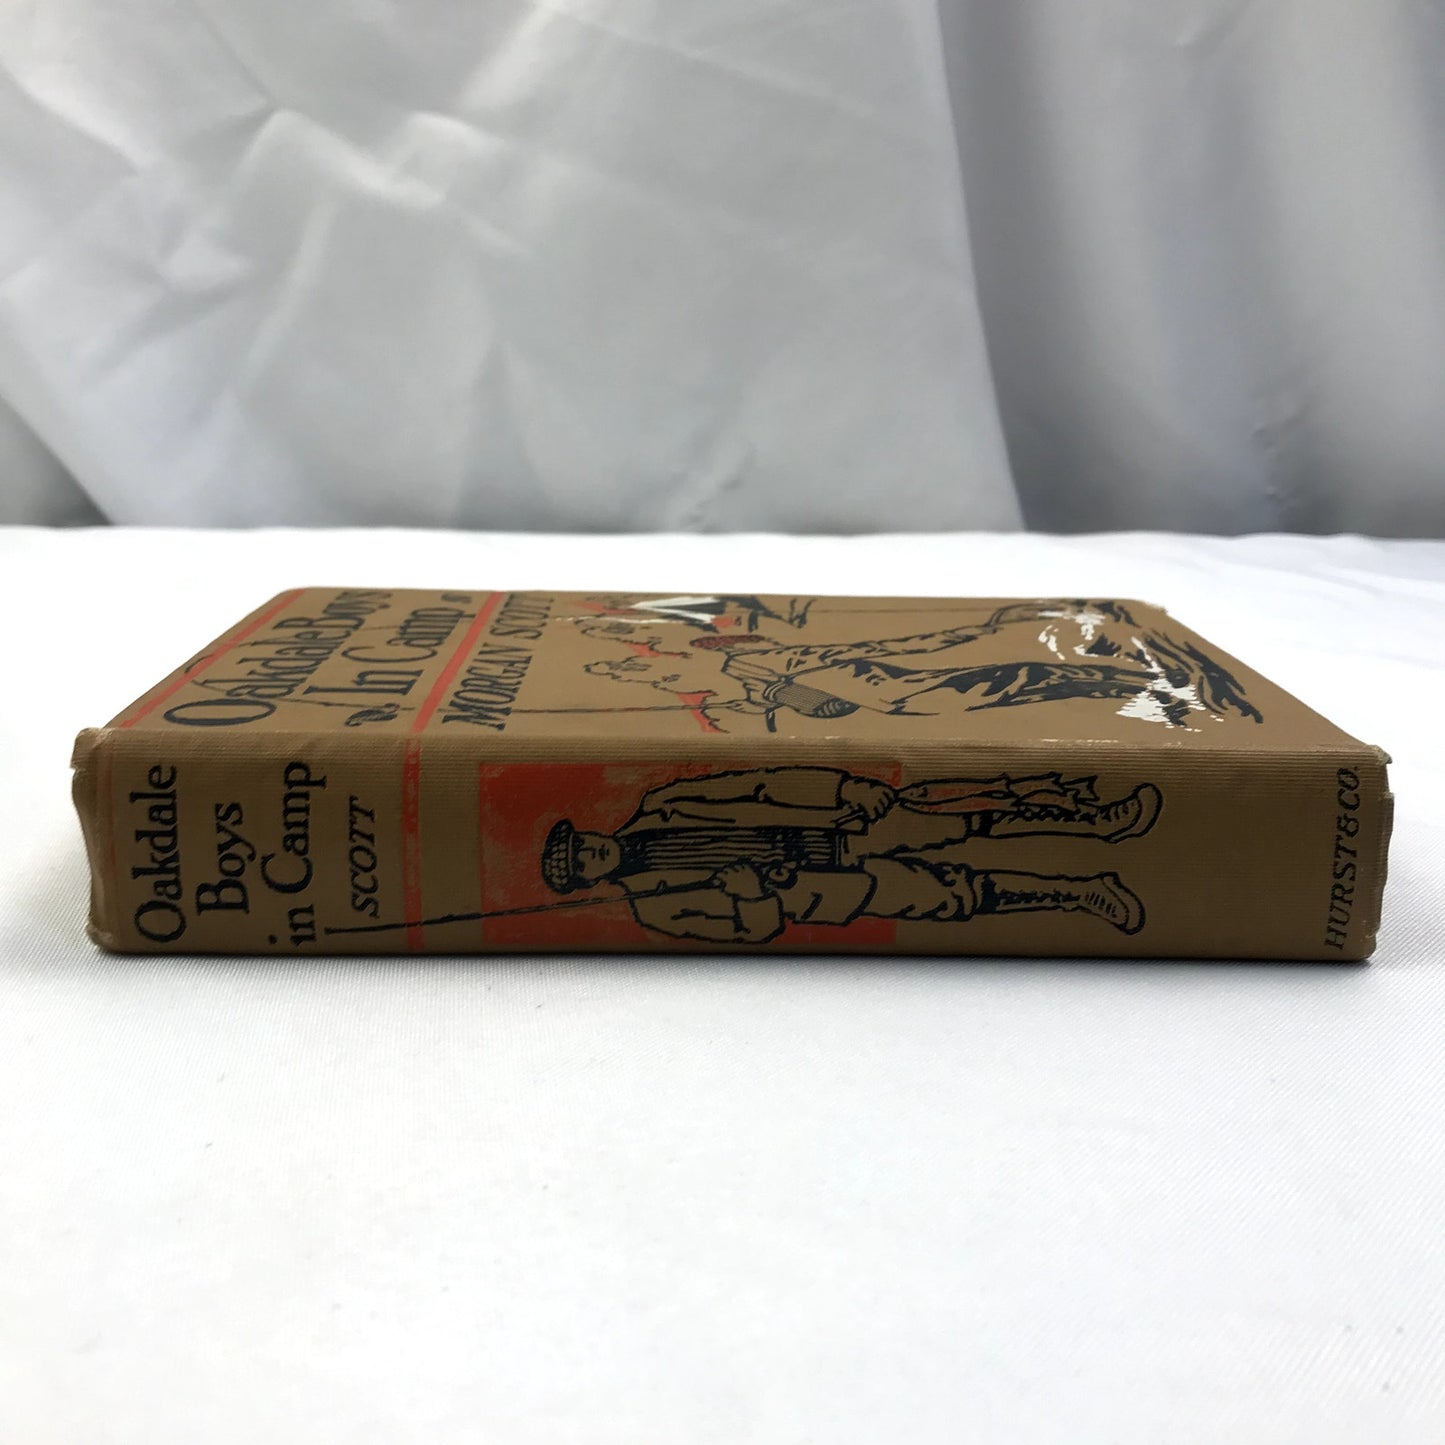 Oakdale Boys
In Camp
MORGAN SCOTT
Oakdale
Boys
in Camp
SCOTT
HURST & CO.